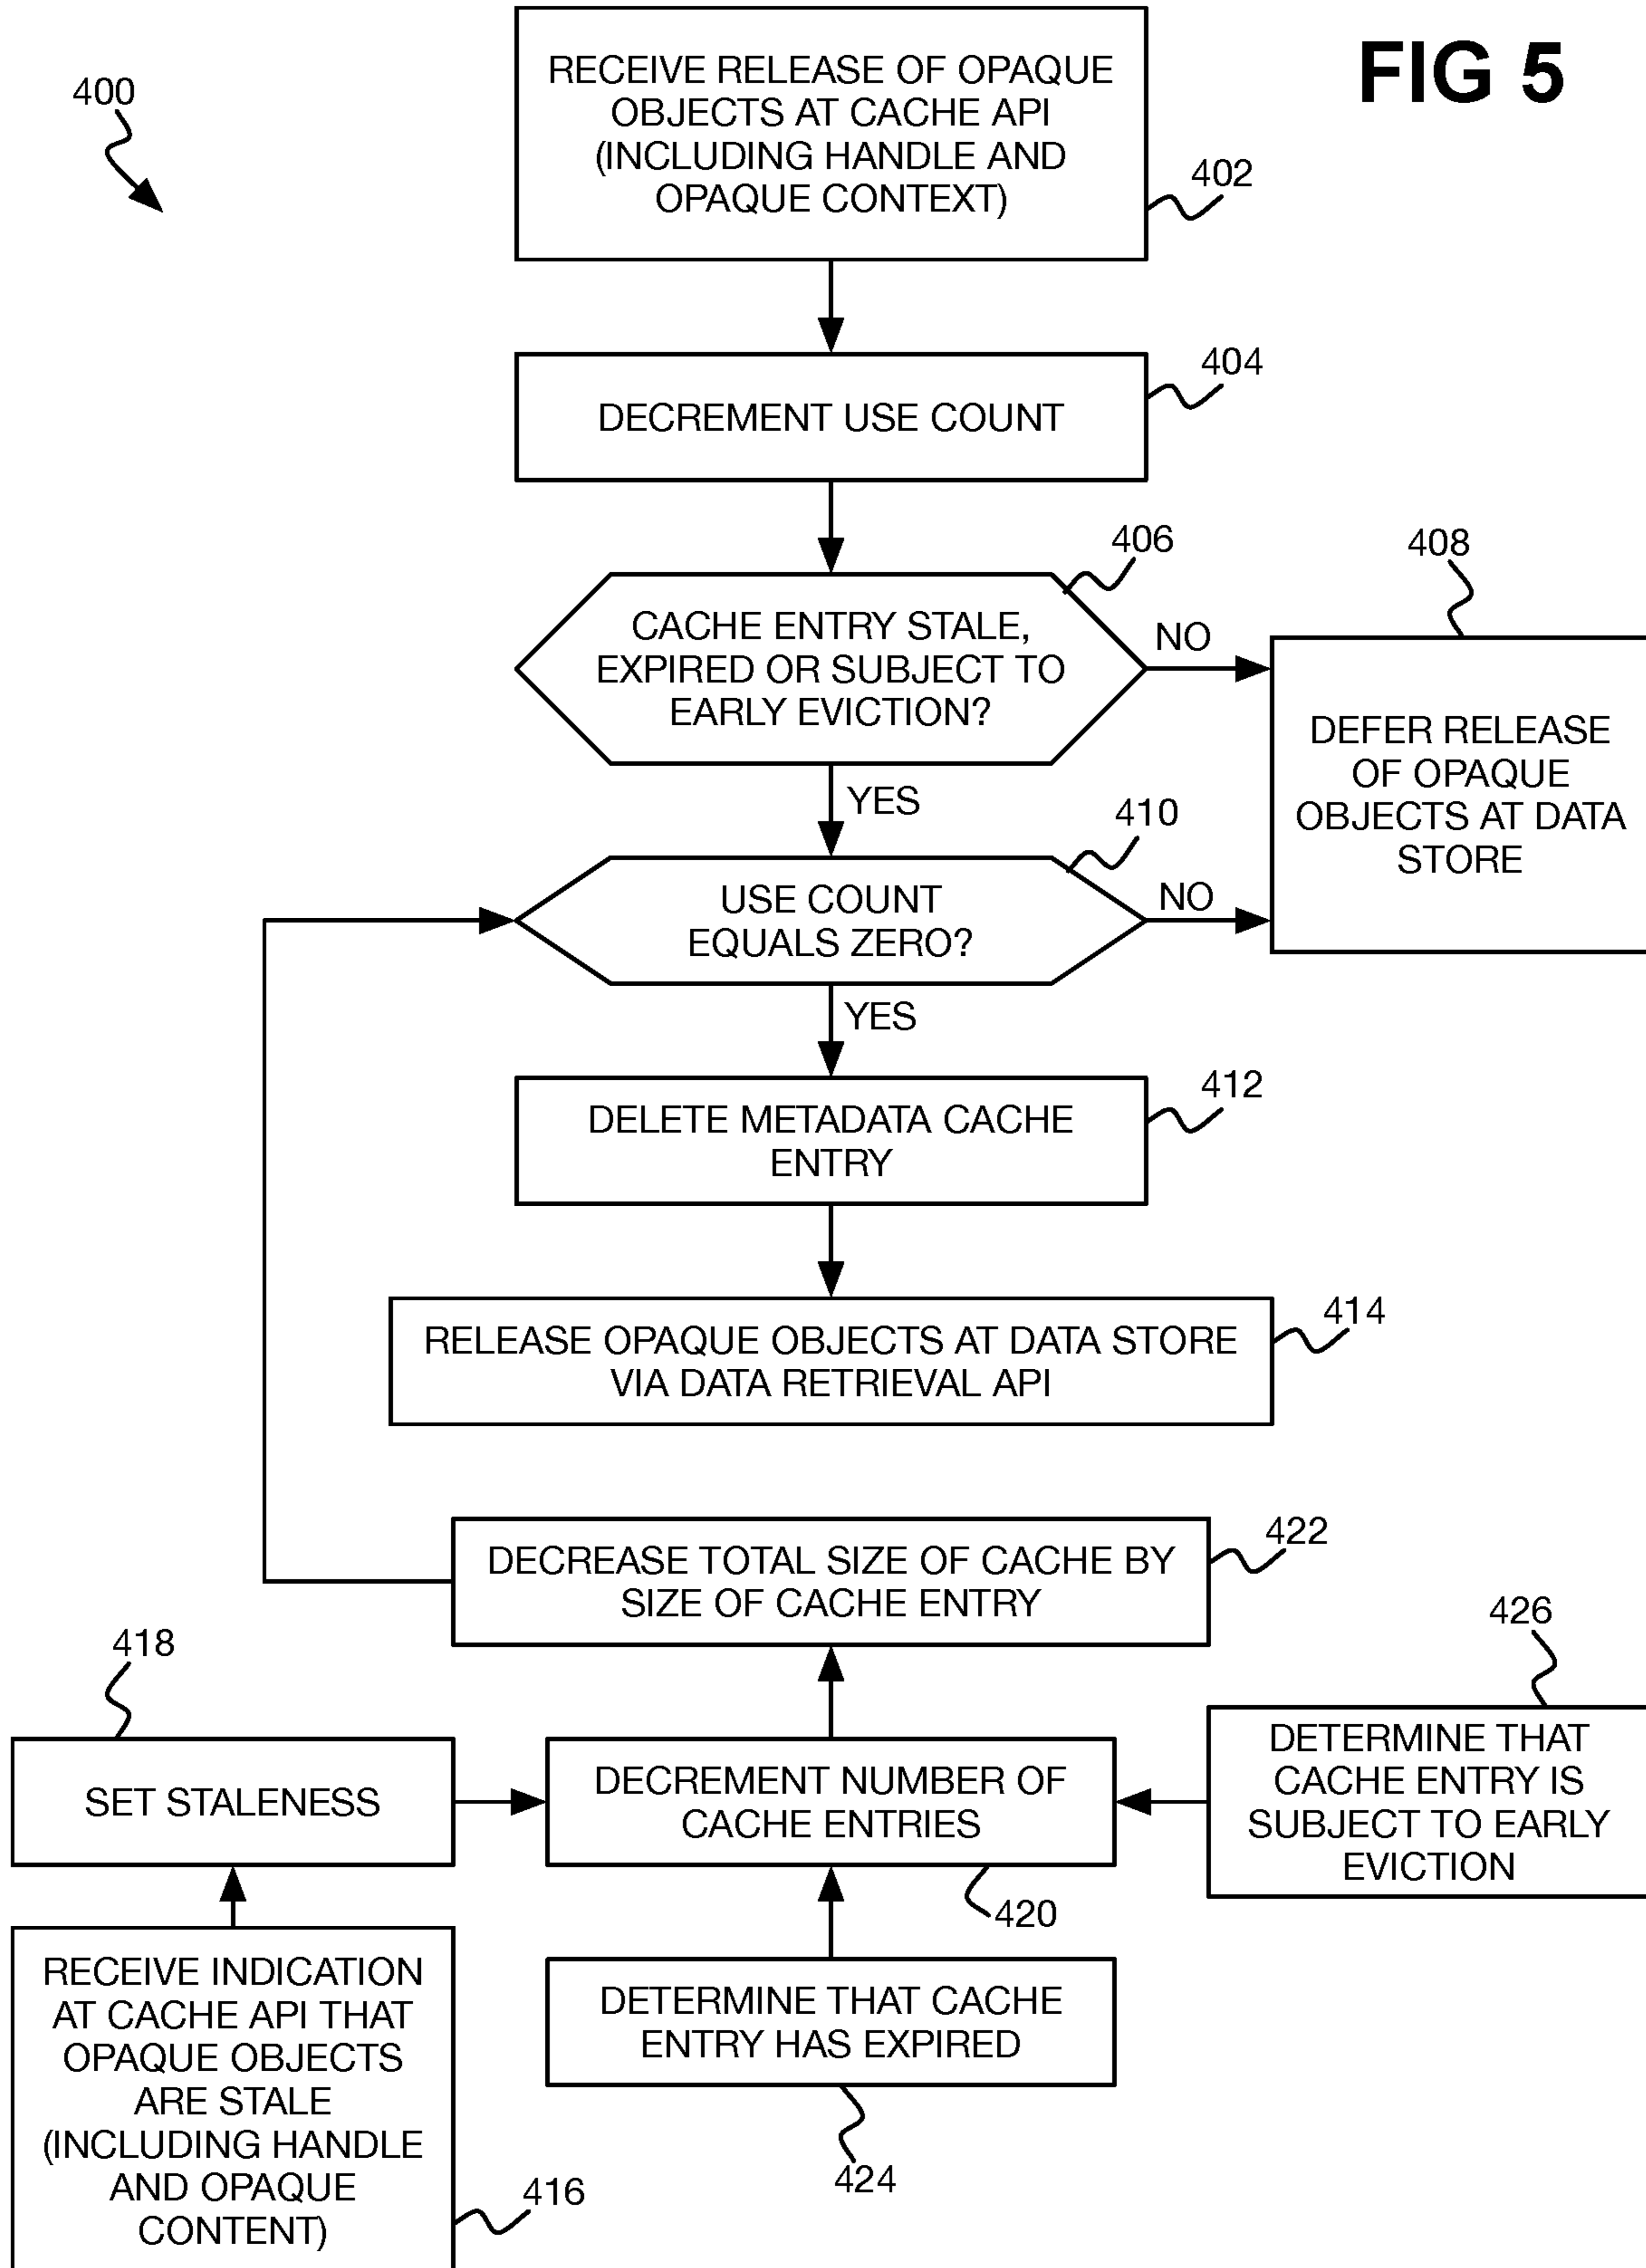 FIG 5
400
RECEIVE RELEASE OF OPAQUE
OBJECTS AT CACHE API
(INCLUDING HANDLE AND
OPAQUE CONTEXT)
402
404
DECREMENT USE COUNT
406
408
CACHE ENTRY STALE,
EXPIRED OR SUBJECT TO
EARLY EVICTION?
NO
DEFER RELEASE
OF OPAQUE
OBJECTS AT DATA
STORE
YES
410
USE COUNT
EQUALS ZERO?
NO
YES
412
DELETE METADATA CACHE
ENTRY
414
RELEASE OPAQUE OBJECTS AT DATA STORE
VIA DATA RETRIEVAL API
422
DECREASE TOTAL SIZE OF CACHE BY
SIZE OF CACHE ENTRY
426
418
SET STALENESS
DECREMENT NUMBER OF
CACHE ENTRIES
DETERMINE THAT
CACHE ENTRY IS
SUBJECT TO EARLY
EVICTION
420
RECEIVE INDICATION
AT CACHE API THAT
OPAQUE OBJECTS
ARE STALE
(INCLUDING HANDLE
AND OPAQUE
CONTENT)
DETERMINE THAT CACHE
ENTRY HAS EXPIRED
424
416